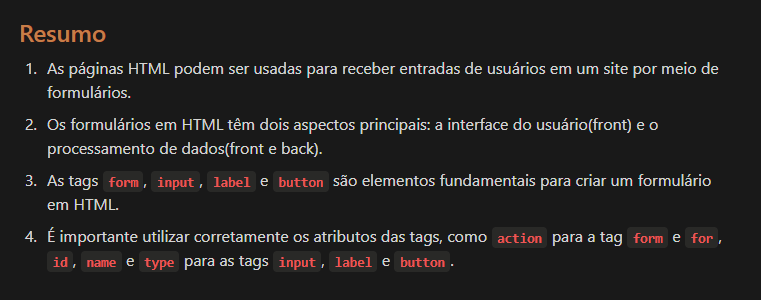 Resumo
1. As páginas HTML podem ser usadas para receber entradas de usuários em um site por meio de
formulários.
2. Os formulários em HTML têm dois aspectos principais: a interface do usuário(front) e o
processamento de dados(front e back).
3. As tags form, input, label e button são elementos fundamentais para criar um formulário
em HTML.
4. É importante utilizar corretamente os atributos das tags, como action para a tag form e for,
id, name e type para as tags input, label e button.